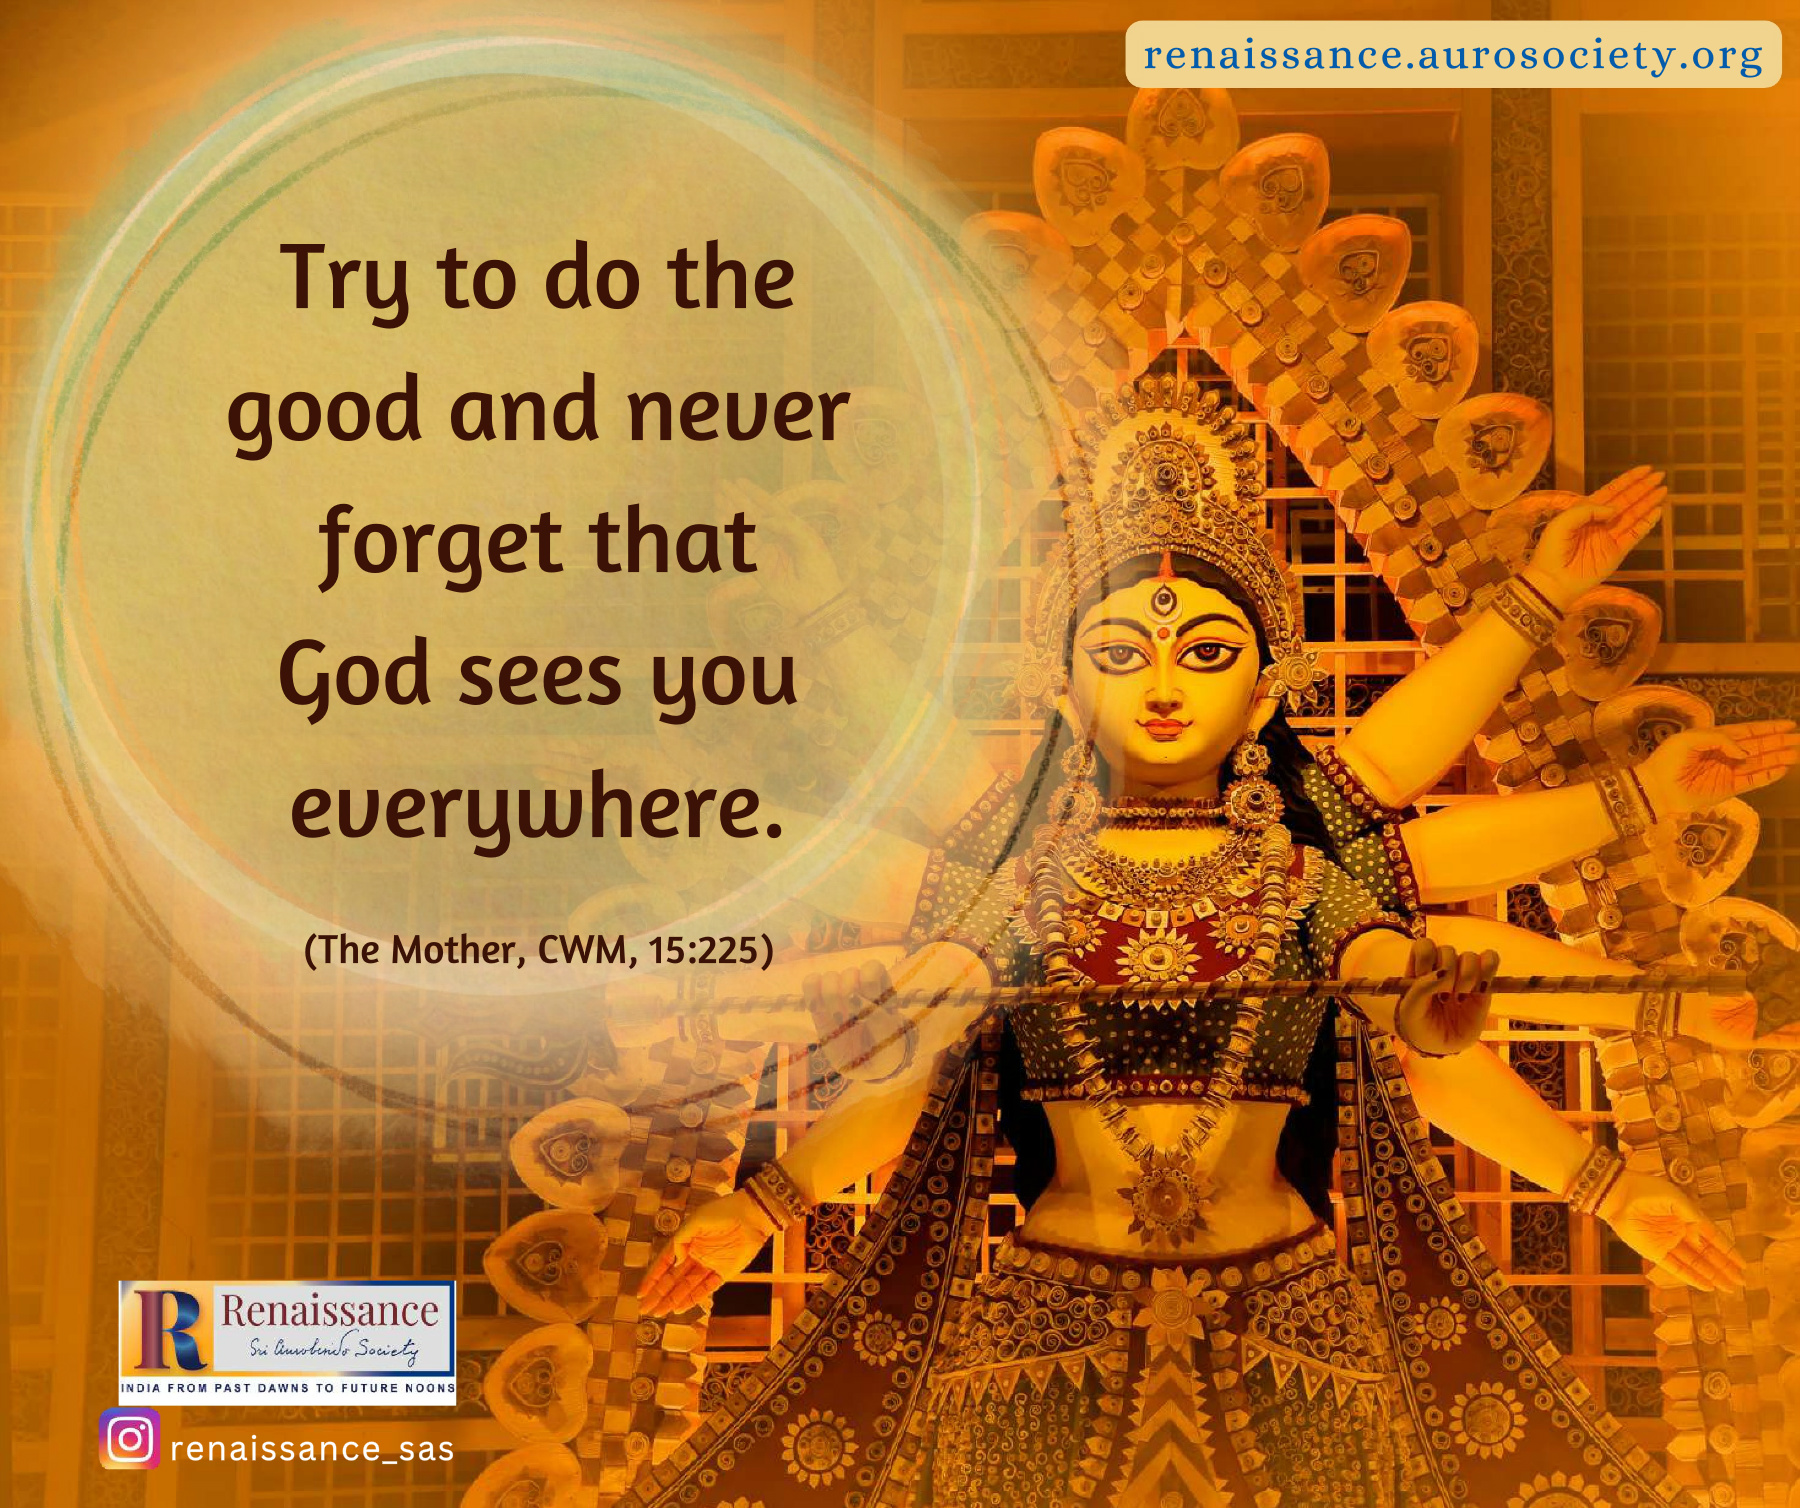 renaissance.aurosociety.org
Try to do the
good and never
forget that
God sees you
everywhere.
(The Mother, CWM, 15:225)
R Renaissance
Sri Aurobindo Society
INDIA FROM PAST DAWNS TO FUTURE NOONS
renaissance_sas